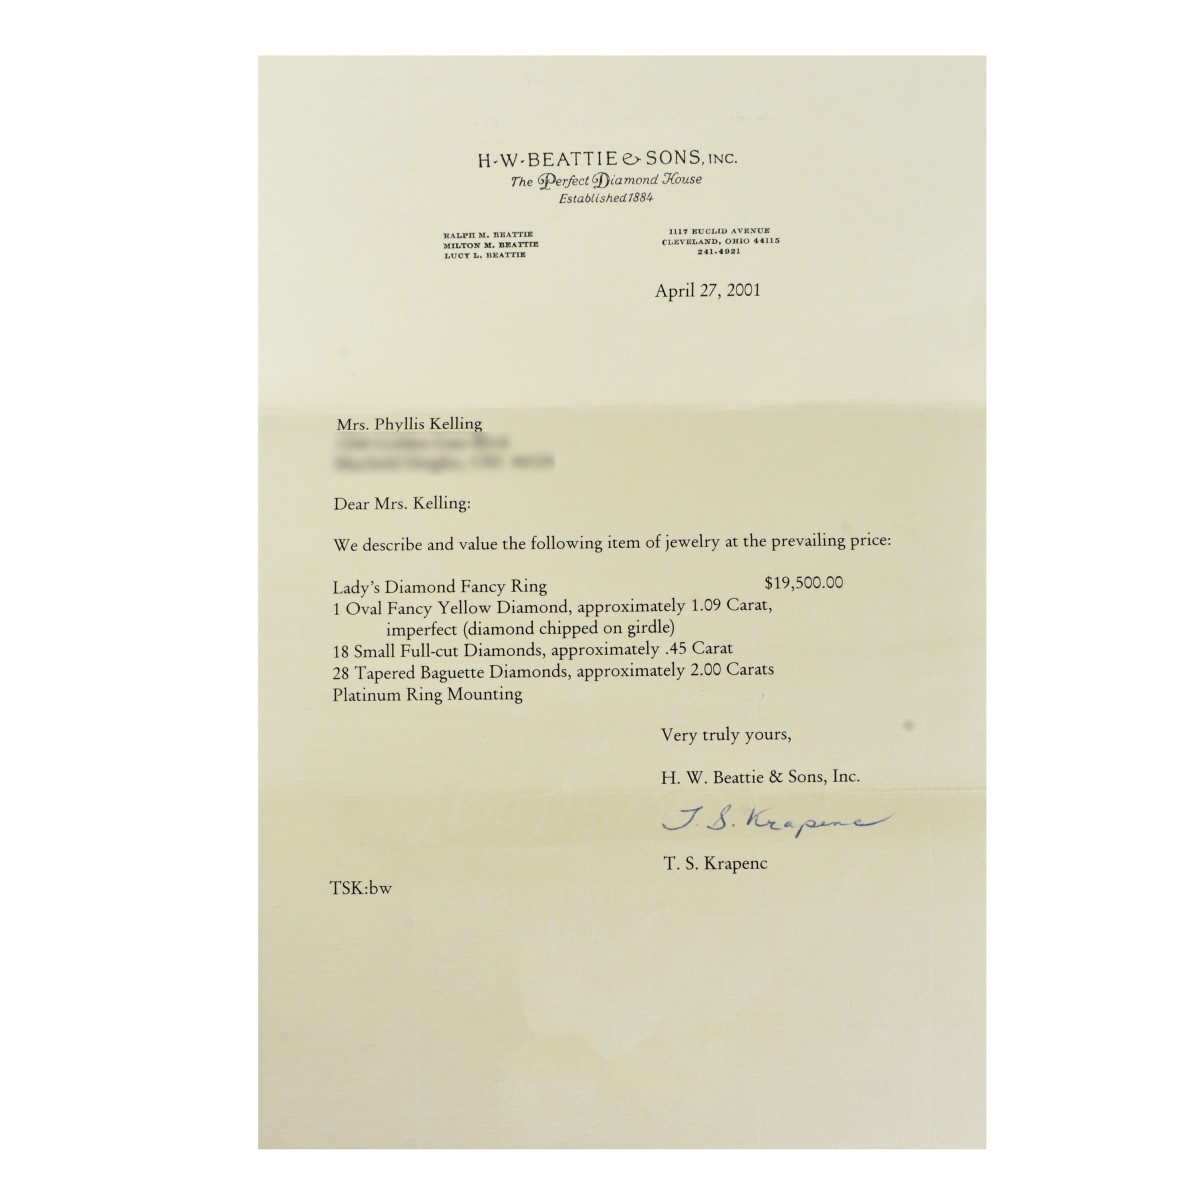 H·W·BEATTIE & SONS, INC.
The Perfect Diamond House
Established 1884
RALPH M. BEATTIE
MILTON M. BEATTIE
LUCY L. BEATTIE
1117 EUCLID AVENUE
CLEVELAND, OHIO 44115
241-4921
April 27, 2001
Mrs. Phyllis Kelling
Dear Mrs. Kelling:
We describe and value the following item of jewelry at the prevailing price:
Lady's Diamond Fancy Ring $19,500.00
1 Oval Fancy Yellow Diamond, approximately 1.09 Carat,
imperfect (diamond chipped on girdle)
18 Small Full-cut Diamonds, approximately .45 Carat
28 Tapered Baguette Diamonds, approximately 2.00 Carats
Platinum Ring Mounting
Very truly yours,
H. W. Beattie & Sons, Inc.
T. S. Krapenc
T. S. Krapenc
TSK:bw